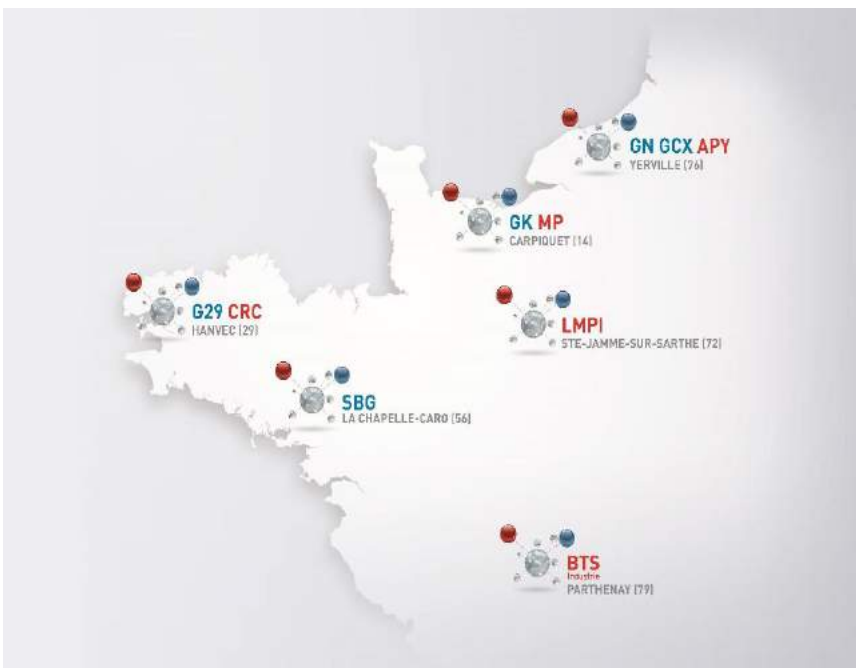 GN GCX APY
YERVILLE (76)
GK MP
CARPIQUET (14)
G29 CRC
HANVEC (29)
LMPI
STE-JAMME-SUR-SARTHE (72)
SBG
LA CHAPELLE-CARO (56)
BTS
Industrie
PARTHENAY (79)